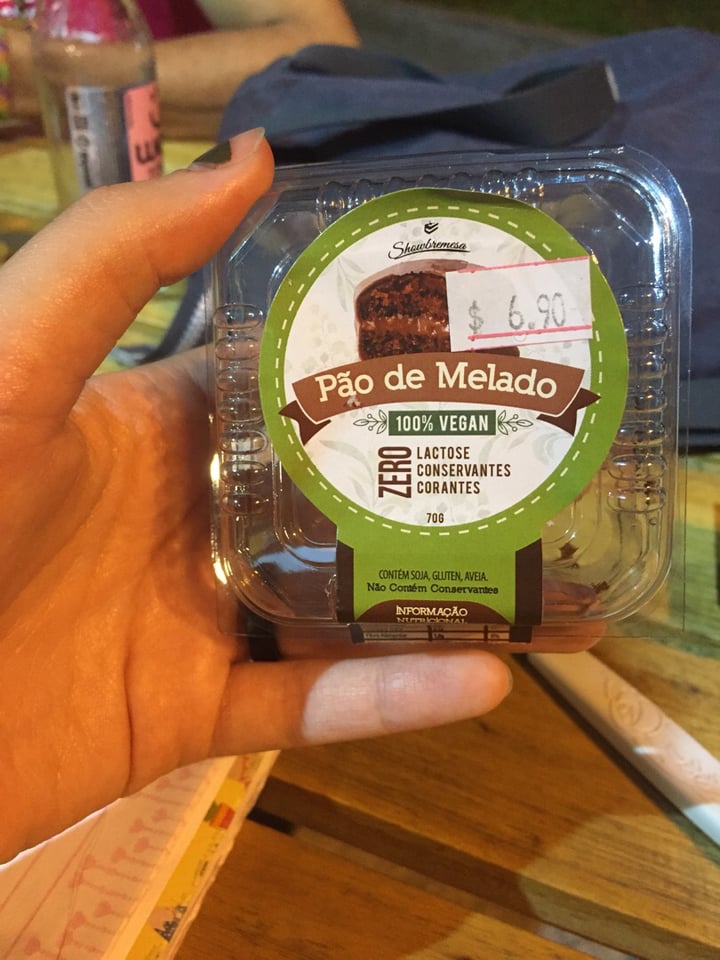 Showbremesa
$ 6.90
Pão de Melado
100% VEGAN
ZERO
LACTOSE
CONSERVANTES
CORANTES
70G
CONTÉM SOJA, GLUTEN, AVEIA.
Não Contém Conservantes
INFORMAÇÃO
NUTRICIONAL